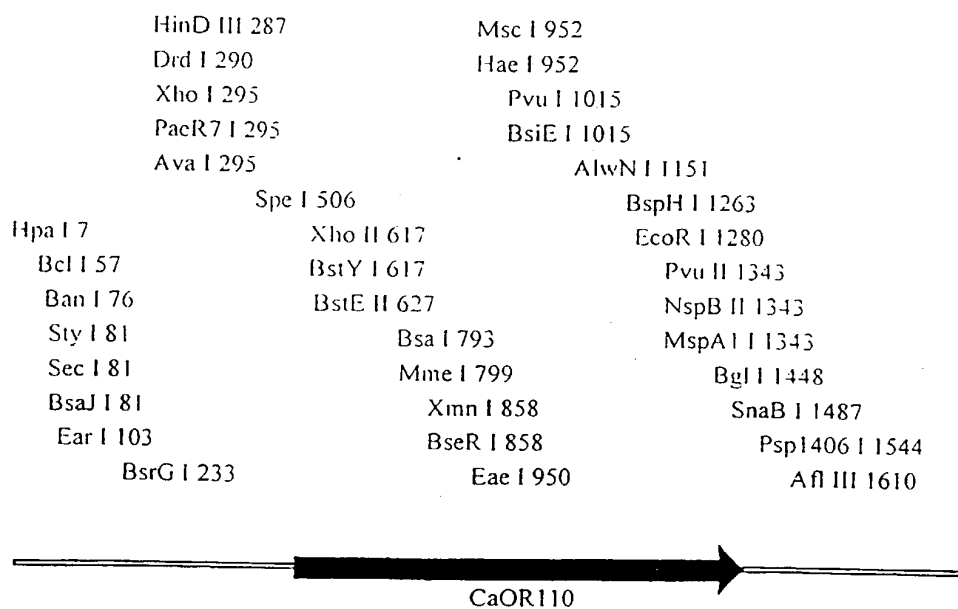 HinD III 287
Drd I 290
Xho I 295
PaeR7 I 295
Ava I 295
Spe I 506
Hpa I 7
Bcl I 57
Ban I 76
Sty I 81
Sec I 81
BsaJ I 81
Ear I 103
BsrG I 233
Xho II 617
BstY I 617
BstE II 627
Bsa I 793
Mme I 799
Xmn I 858
BseR I 858
Eae I 950
Msc I 952
Hae I 952
Pvu I 1015
BsiE I 1015
AlwN I 1151
BspH I 1263
EcoR I 1280
Pvu II 1343
NspB II 1343
MspA1 I 1343
Bgl I 1448
SnaB I 1487
Psp1406 I 1544
Afl III 1610
CaOR110